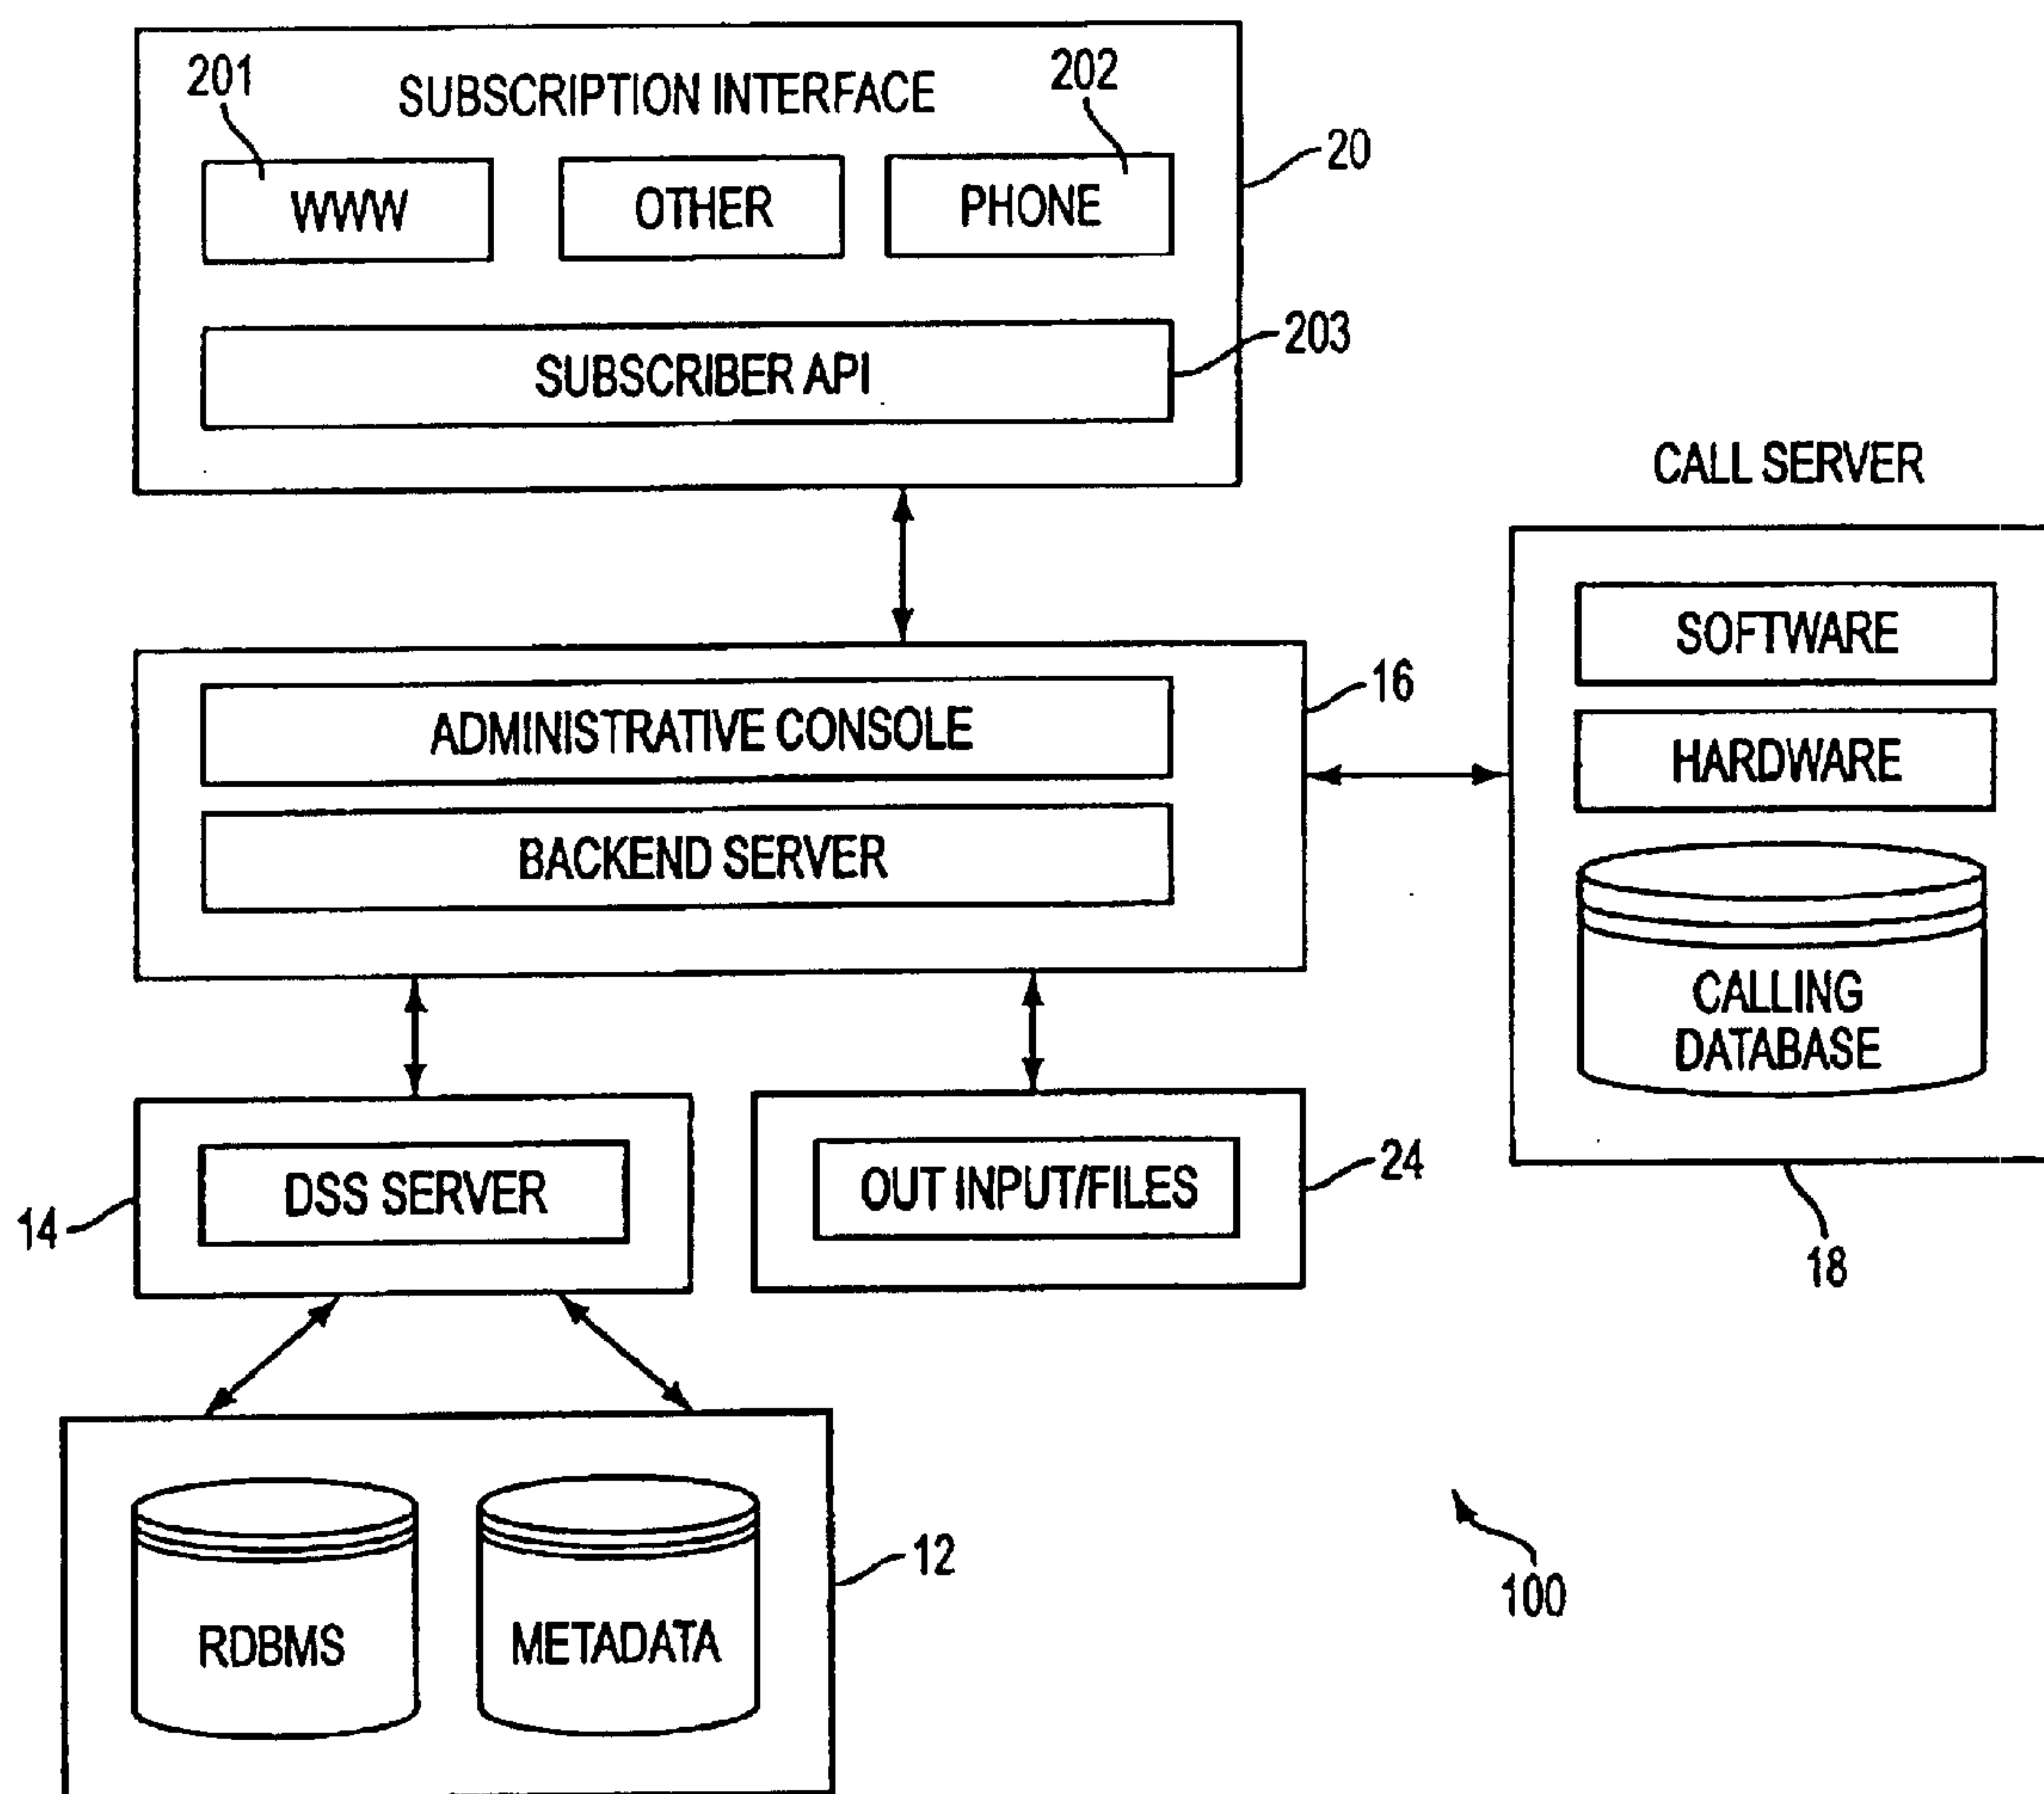 201
SUBSCRIPTION INTERFACE
202
20
WWW
OTHER
PHONE
203
SUBSCRIBER API
CALL SERVER
16
SOFTWARE
ADMINISTRATIVE CONSOLE
HARDWARE
BACKEND SERVER
CALLING
DATABASE
14
DSS SERVER
OUT INPUT/FILES
24
18
12
RDBMS
METADATA
100